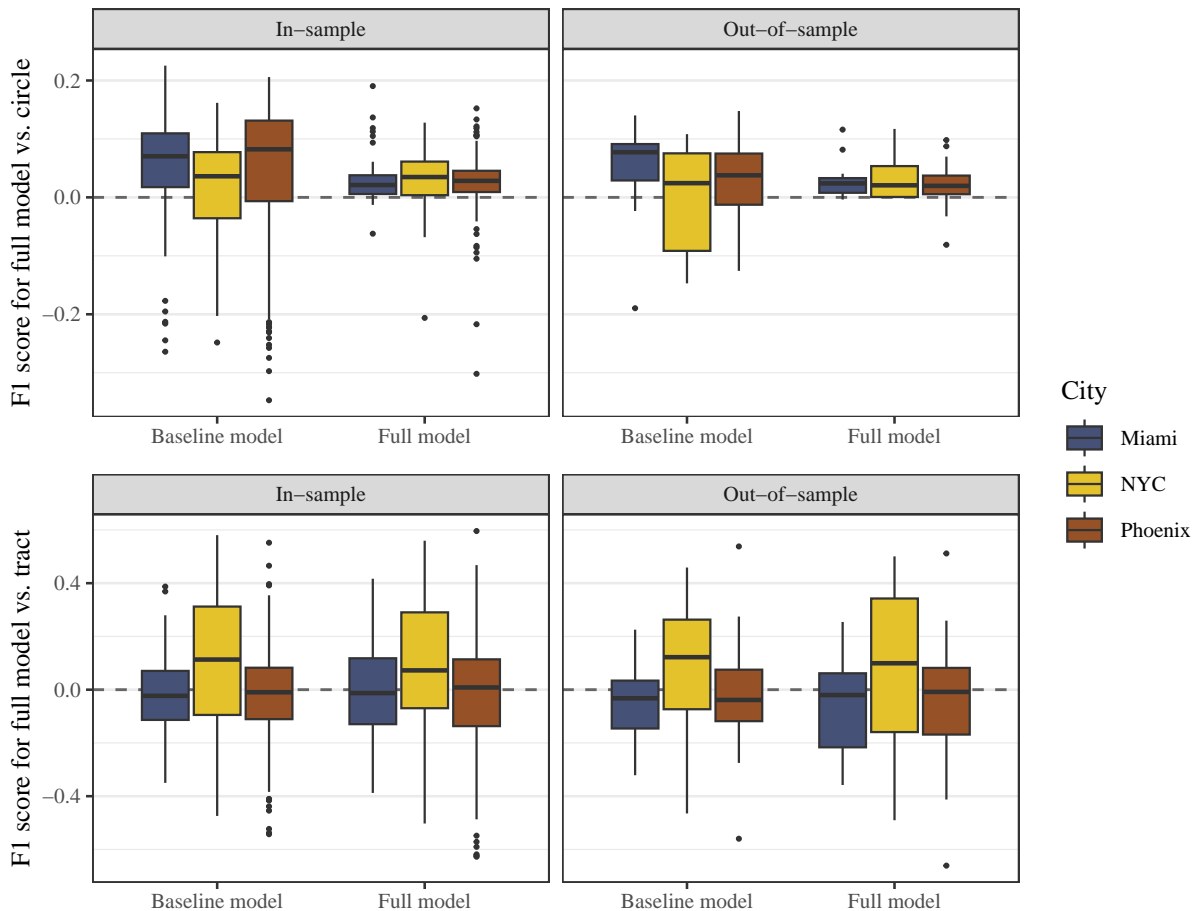 F1 score for full model vs. circle
In−sample
Out−of−sample
0.2
0.0
−0.2
Baseline model
Full model
Baseline model
Full model
City
Miami
NYC
Phoenix
F1 score for full model vs. tract
In−sample
Out−of−sample
0.4
0.0
−0.4
Baseline model
Full model
Baseline model
Full model